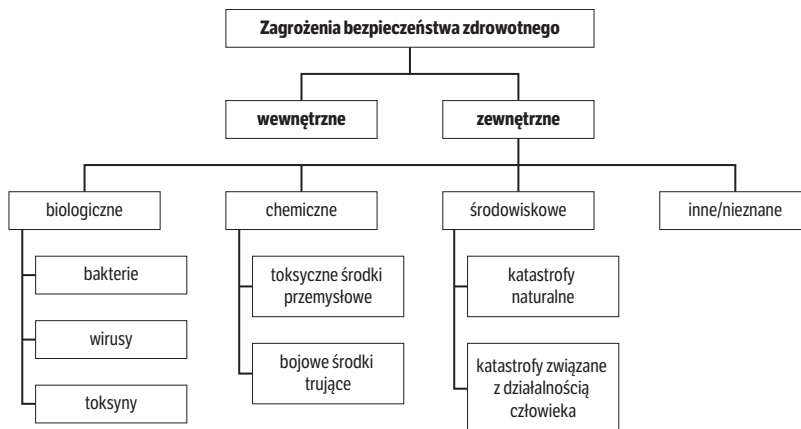 Zagrożenia bezpieczeństwa zdrowotnego
wewnętrzne
zewnętrzne
biologiczne
chemiczne
środowiskowe
inne/nieznane
bakterie
wirusy
toksyny
toksyczne środki
przemysłowe
bojowe środki
trujące
katastrofy
naturalne
katastrofy związane
z działalnością
człowieka